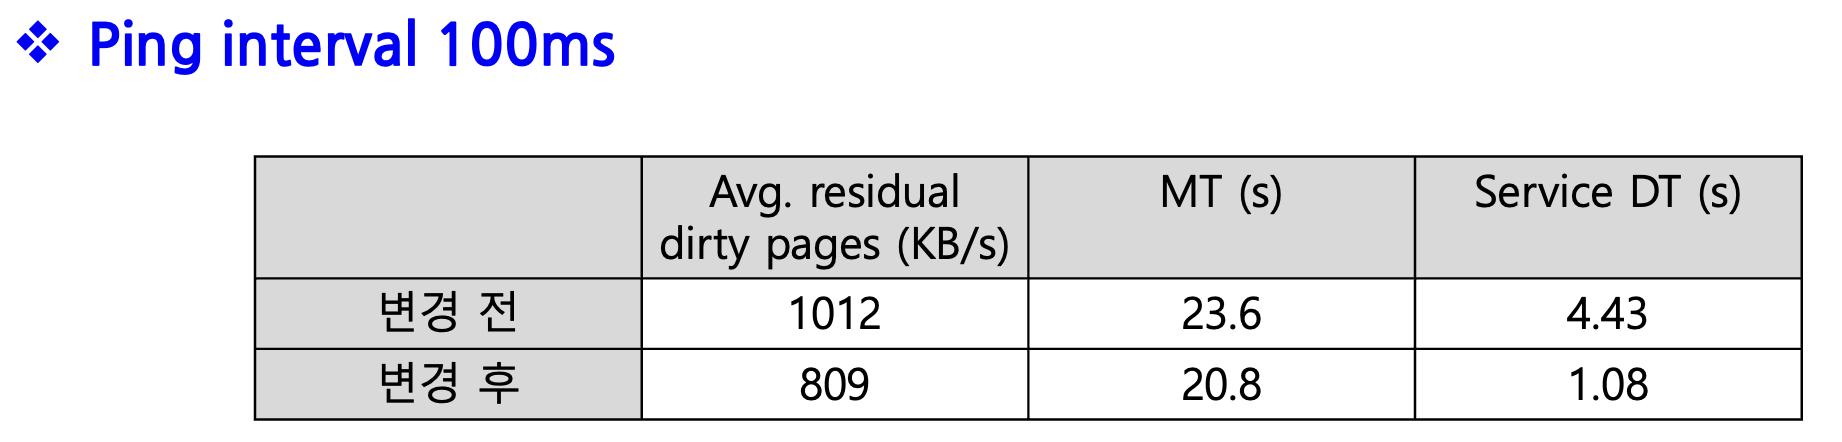 ❖ Ping interval 100ms
Avg. residual
dirty pages (KB/s)
MT (s)
Service DT (s)
변경 전
1012
23.6
4.43
변경 후
809
20.8
1.08